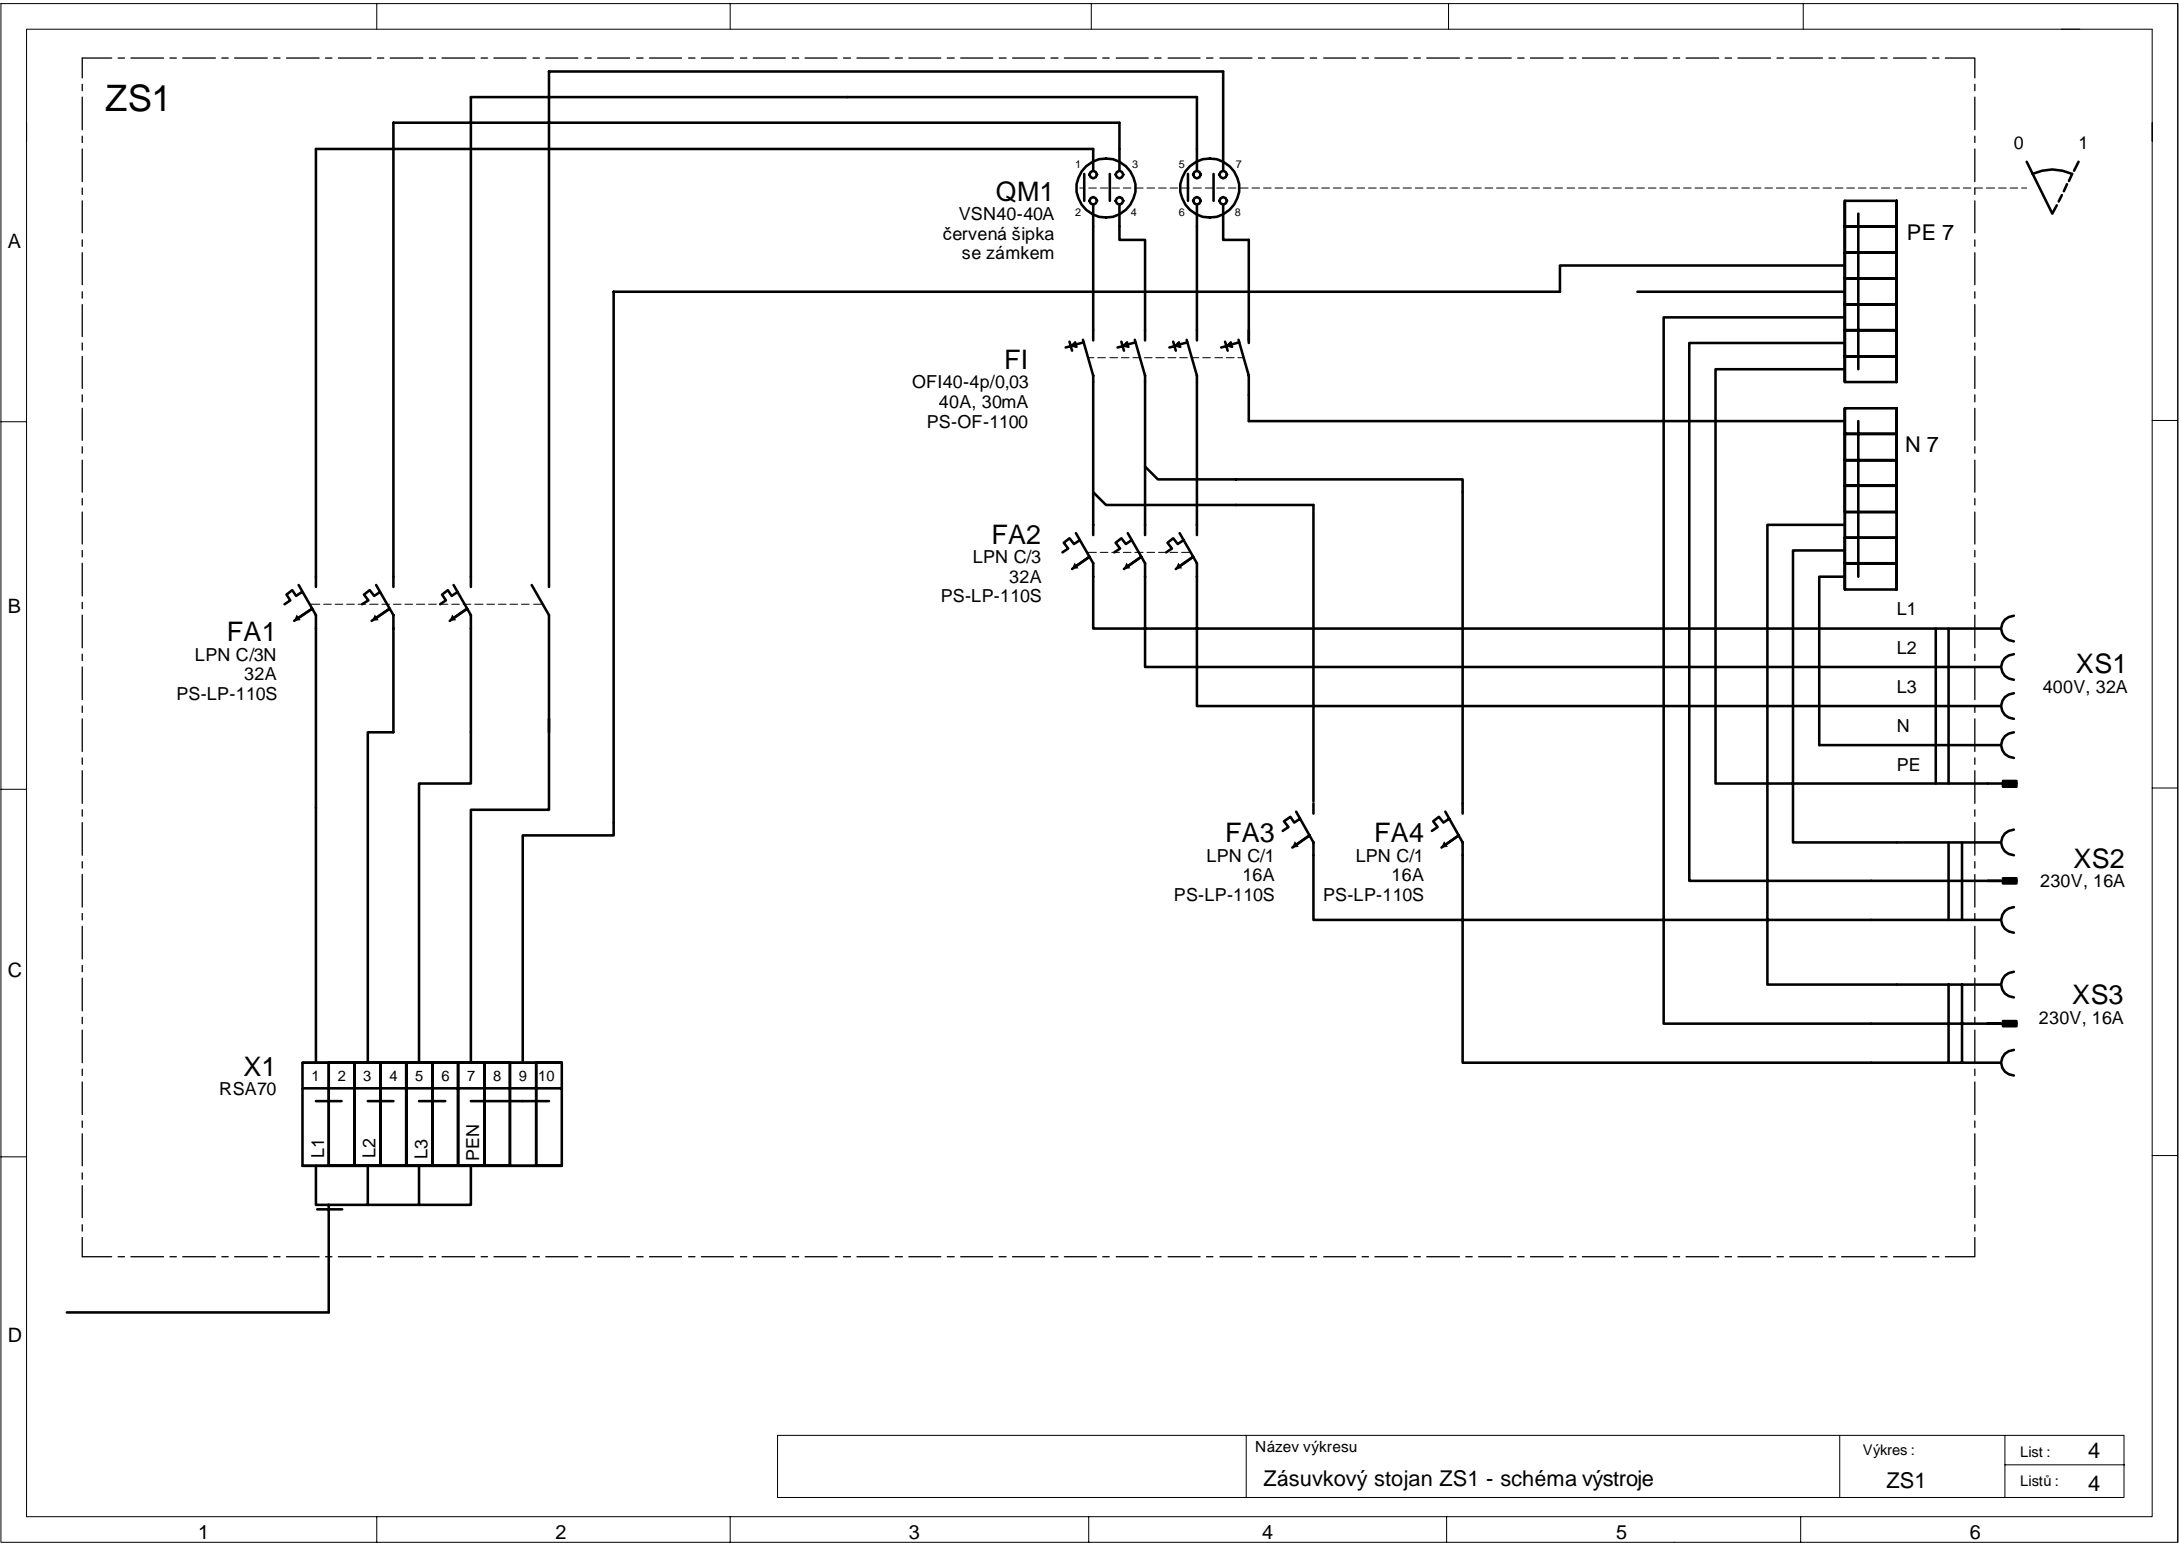 ZS1
0 1
1 3 5 7
QM1
VSN40-40A
červená šipka
se zámkem
2 4 6 8
PE 7
A
FI
OFI40-4p/0,03
40A, 30mA
PS-OF-1100
N 7
FA2
LPN C/3
32A
PS-LP-110S
B
FA1
LPN C/3N
32A
PS-LP-110S
L1
L2
L3
N
PE
XS1
400V, 32A
FA3
LPN C/1
16A
PS-LP-110S
FA4
LPN C/1
16A
PS-LP-110S
XS2
230V, 16A
C
XS3
230V, 16A
X1
RSA70
1 2 3 4 5 6 7 8 9 10
L1 L2 L3 PEN
D
Název výkresu
Zásuvkový stojan ZS1 - schéma výstroje
Výkres :
ZS1
List : 4
Listů : 4
1 2 3 4 5 6